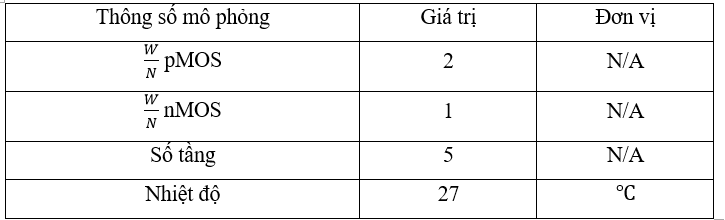 Thông số mô phỏng Giá trị Đơn vị
W/N pMOS 2 N/A
W/N nMOS 1 N/A
Số tầng 5 N/A
Nhiệt độ 27 ℃